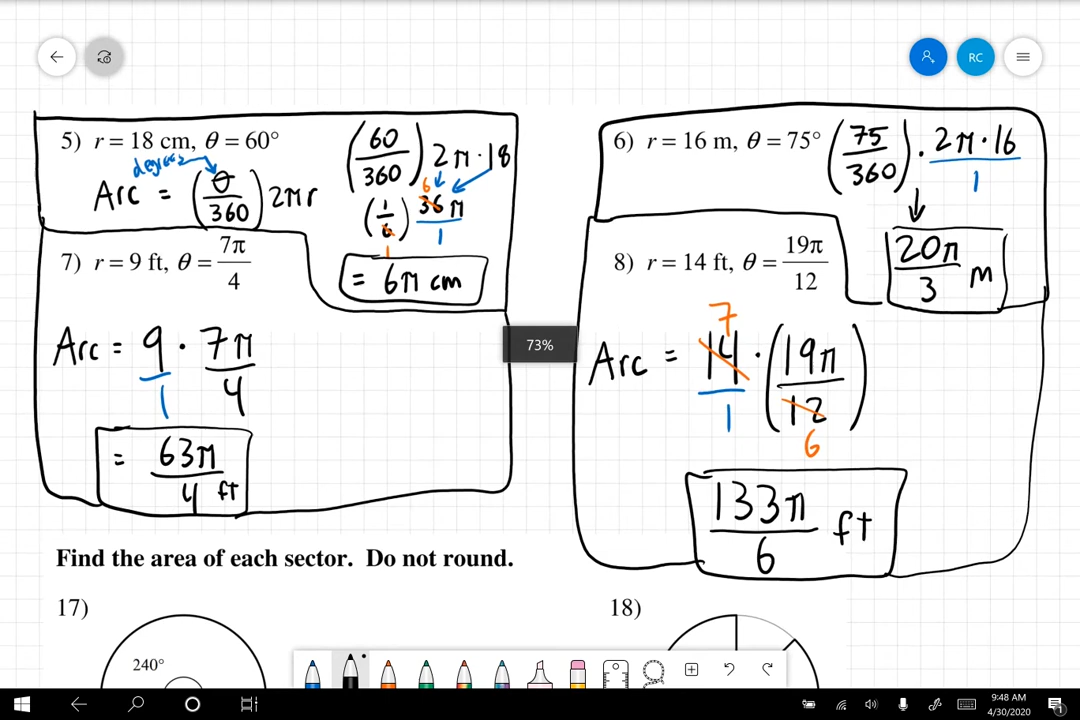 RC
5) r = 18 cm, θ = 60°
degrees
Arc = (θ/360) 2πr
(60/360) 2π·18
(1/6) 36π/1
6
1
= 6π cm
6) r = 16 m, θ = 75°
(75/360) · 2π·16/1
20π/3 m
7) r = 9 ft, θ = 7π/4
Arc = 9/1 · 7π/4
= 63π/4 ft
8) r = 14 ft, θ = 19π/12
7
Arc = 14/1 · (19π/12)
6
133π/6 ft
73%
Find the area of each sector. Do not round.
17)
240°
18)
9:48 AM
4/30/2020
1